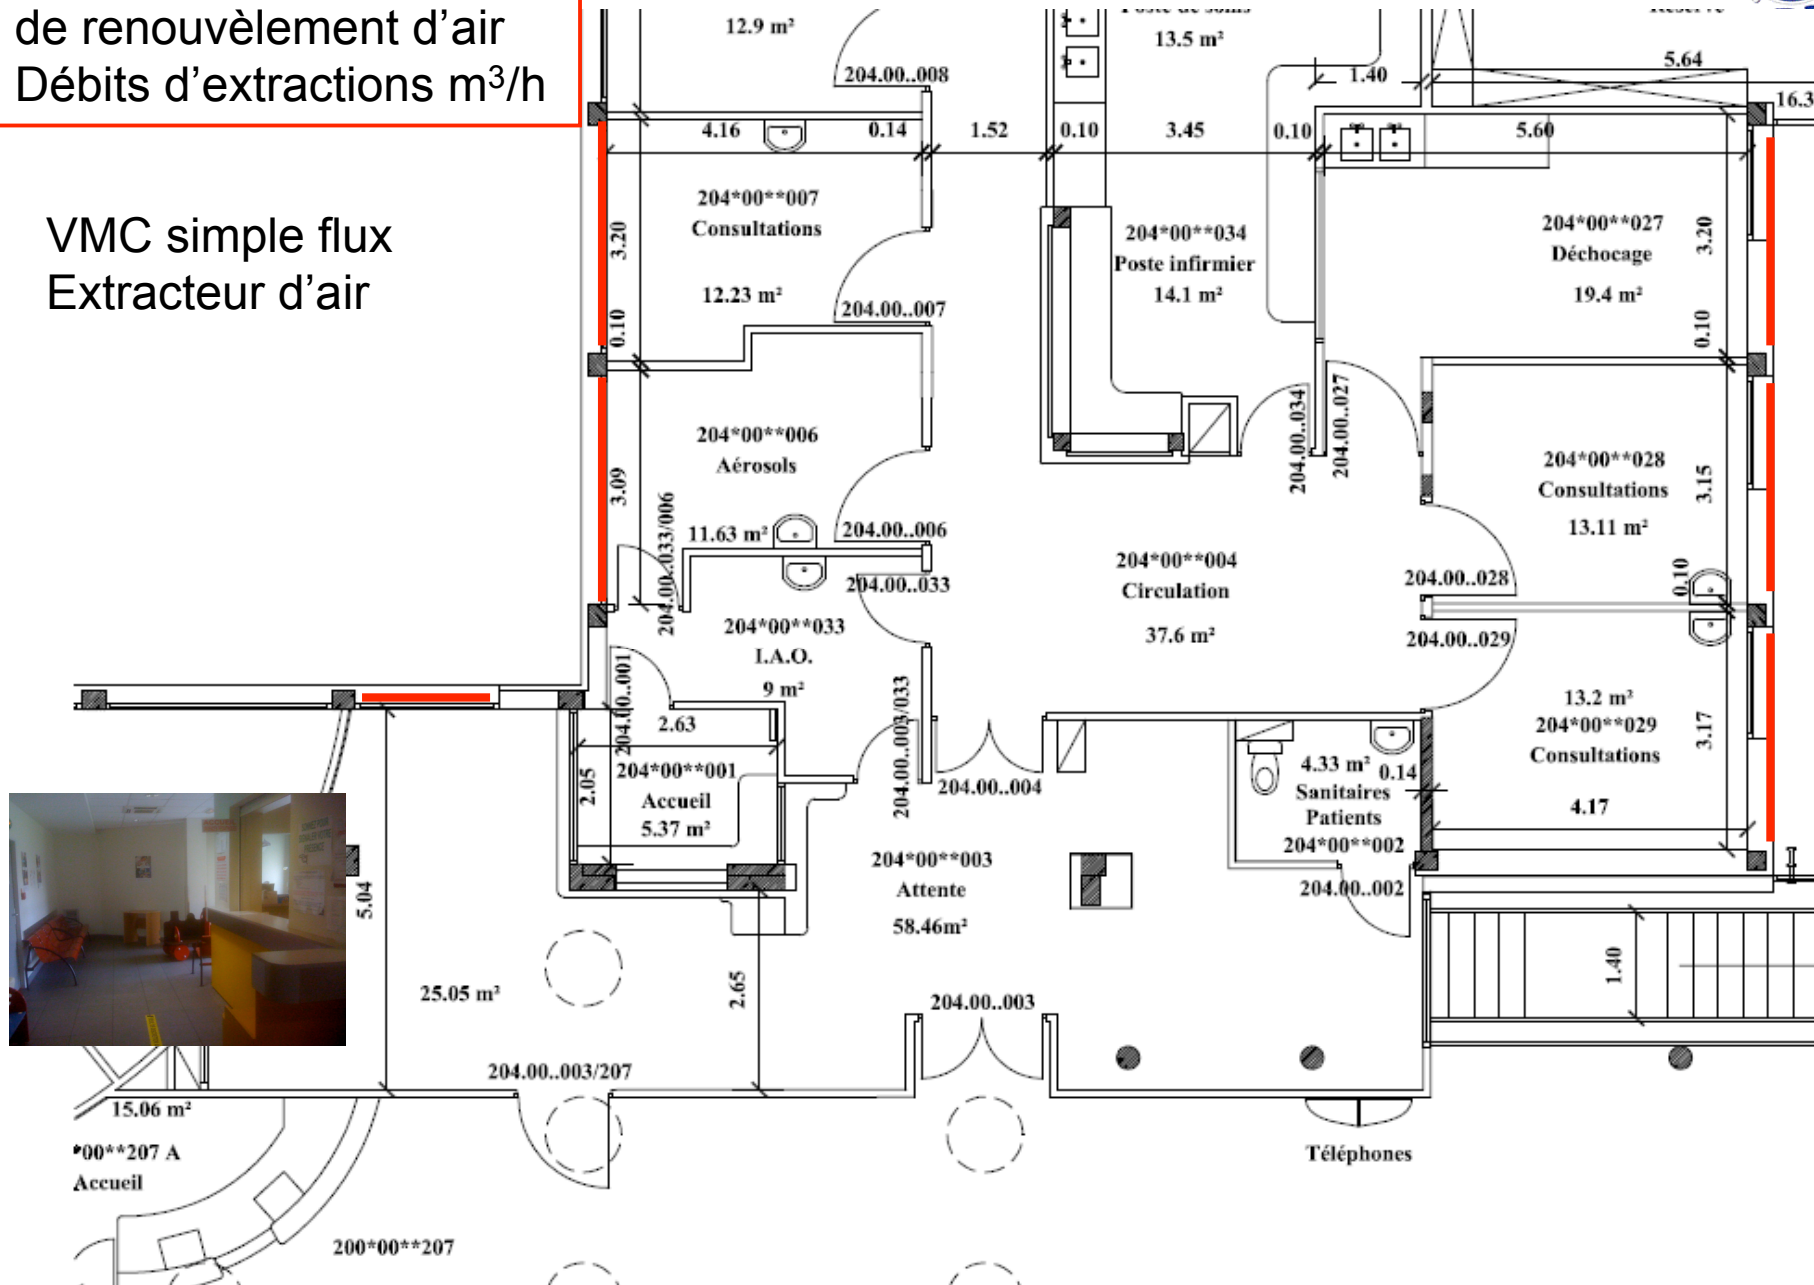 de renouvèlement d’air
Débits d’extractions m³/h
VMC simple flux
Extracteur d’air
12.9 m²
204.00..008
13.5 m²
1.40
5.64
4.16
0.14
1.52
0.10
3.45
0.10
5.60
204*00**007
Consultations
12.23 m²
3.20
0.10
204.00..007
204*00**034
Poste infirmier
14.1 m²
204*00**027
Déchocage
19.4 m²
3.20
0.10
204*00**006
Aérosols
11.63 m²
3.09
204.00..033/006
204.00..006
204.00..034
204.00..027
204*00**028
Consultations
13.11 m²
3.15
0.10
204.00..028
204*00**004
Circulation
37.6 m²
204.00..033
204*00**033
I.A.O.
9 m²
204.00..029
13.2 m²
204*00**029
Consultations
3.17
4.17
204.00..001
2.63
204.00..003/033
204*00**001
Accueil
5.37 m²
2.05
204.00..004
4.33 m²
0.14
Sanitaires
Patients
204*00**002
204.00..002
204*00**003
Attente
58.46m²
5.04
25.05 m²
2.65
204.00..003
1.40
204.00..003/207
15.06 m²
*00**207 A
Accueil
Téléphones
200*00**207